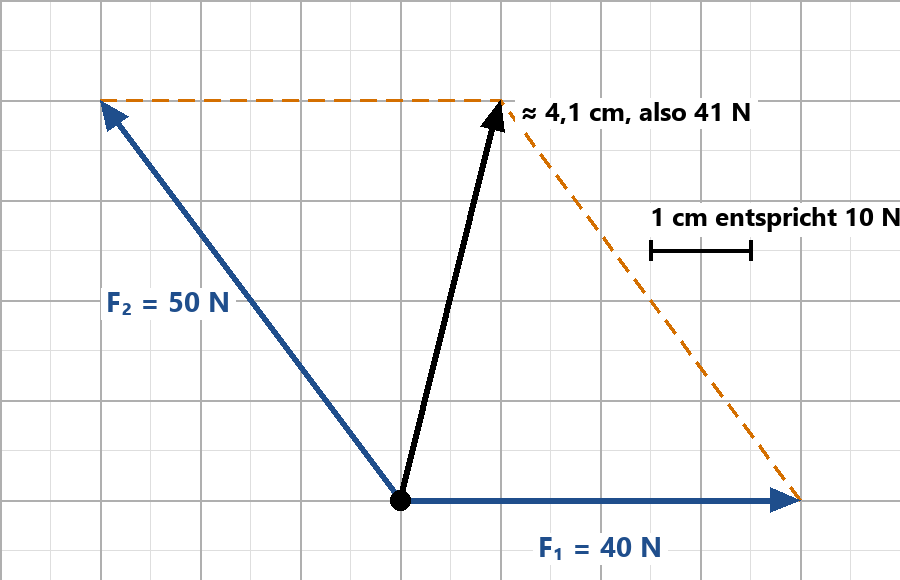 ≈ 4,1 cm, also 41 N
1 cm entspricht 10 N
F₂ = 50 N
F₁ = 40 N